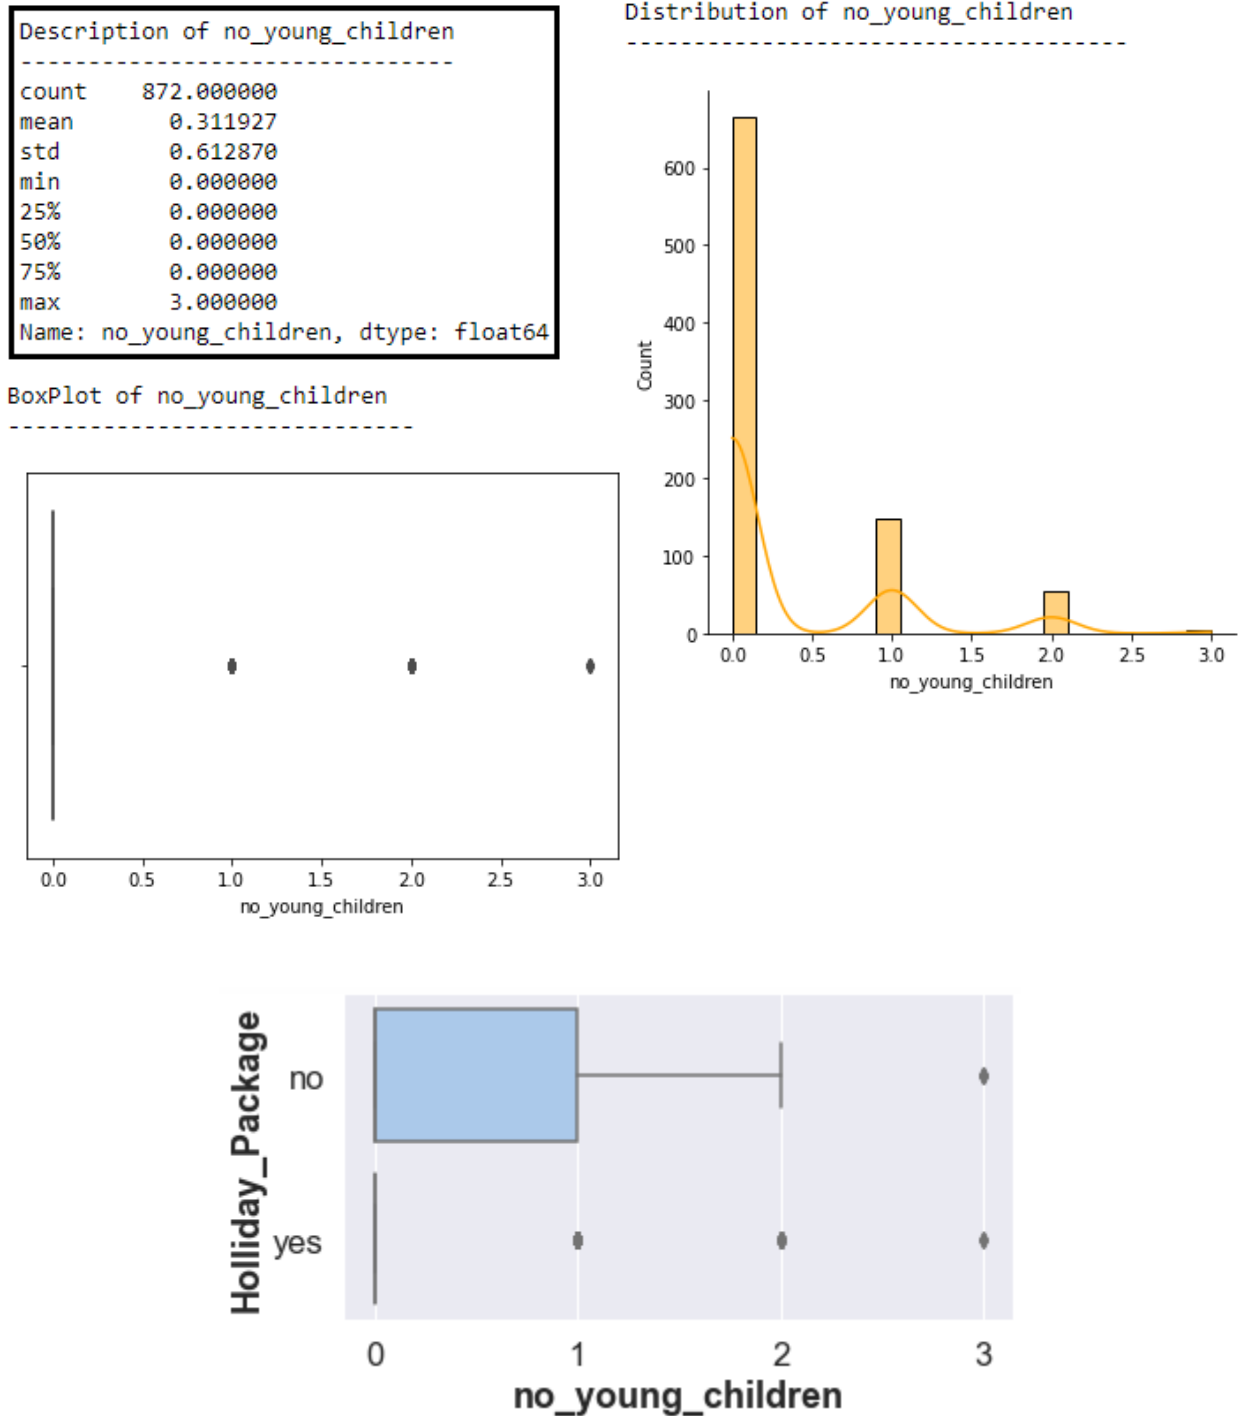 Description of no_young_children
--------------------------------
count 872.000000
mean 0.311927
std 0.612870
min 0.000000
25% 0.000000
50% 0.000000
75% 0.000000
max 3.000000
Name: no_young_children, dtype: float64
Distribution of no_young_children
-------------------------------------
600
500
400
300
200
100
0
Count
0.0 0.5 1.0 1.5 2.0 2.5 3.0
no_young_children
BoxPlot of no_young_children
------------------------------
0.0 0.5 1.0 1.5 2.0 2.5 3.0
no_young_children
Holliday_Package
no
yes
0 1 2 3
no_young_children